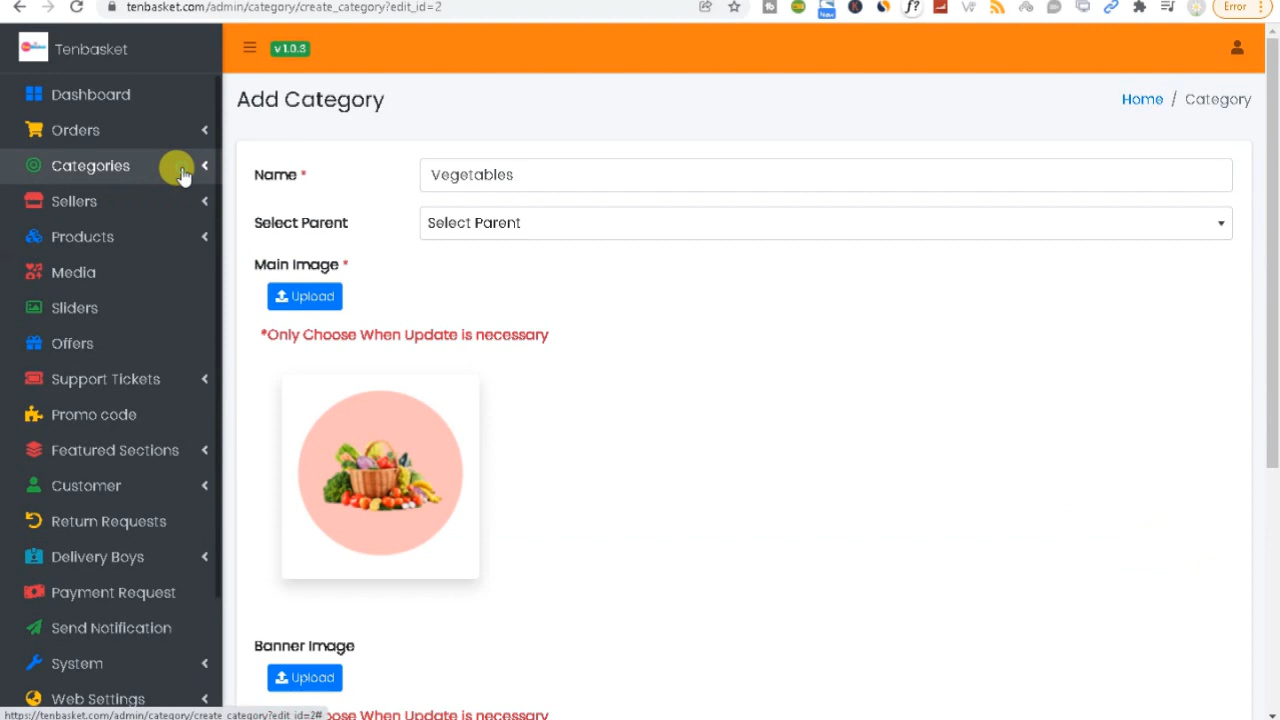 tenbasket.com/admin/category/create_category?edit_id=2
New
f?
Error
Tenbasket
v 1.0.3
Dashboard
Orders
Categories
Sellers
Products
Media
Sliders
Offers
Support Tickets
Promo code
Featured Sections
Customer
Return Requests
Delivery Boys
Payment Request
Send Notification
System
Web Settings
Add Category
Home / Category
Name *
Vegetables
Select Parent
Select Parent
Main Image *
Upload
*Only Choose When Update is necessary
Banner Image
Upload
https://tenbasket.com/admin/category/create_category?edit_id=2#
oose When Update is necessary